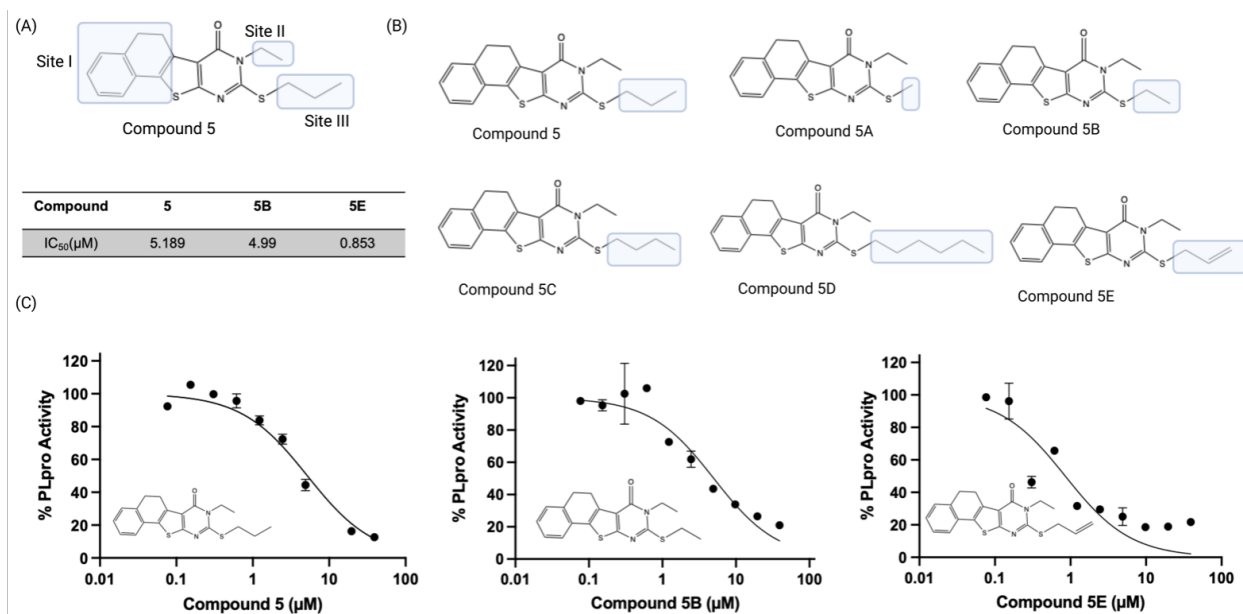 (A)
Site I
Site II
Site III
O
N
N
S
S
Compound 5
Compound 5 5B 5E
IC₅₀(µM) 5.189 4.99 0.853
(B)
O
N
N
S
S
Compound 5
O
N
N
S
S
Compound 5A
O
N
N
S
S
Compound 5B
O
N
N
S
S
Compound 5C
O
N
N
S
S
Compound 5D
O
N
N
S
S
Compound 5E
(C)
% PLpro Activity
120
100
80
60
40
20
0
0.01 0.1 1 10 100
Compound 5 (µM)
O
N
N
S
S
% PLpro Activity
120
100
80
60
40
20
0
0.01 0.1 1 10 100
Compound 5B (µM)
O
N
N
S
S
% PLpro Activity
120
100
80
60
40
20
0
0.01 0.1 1 10 100
Compound 5E (µM)
O
N
N
S
S